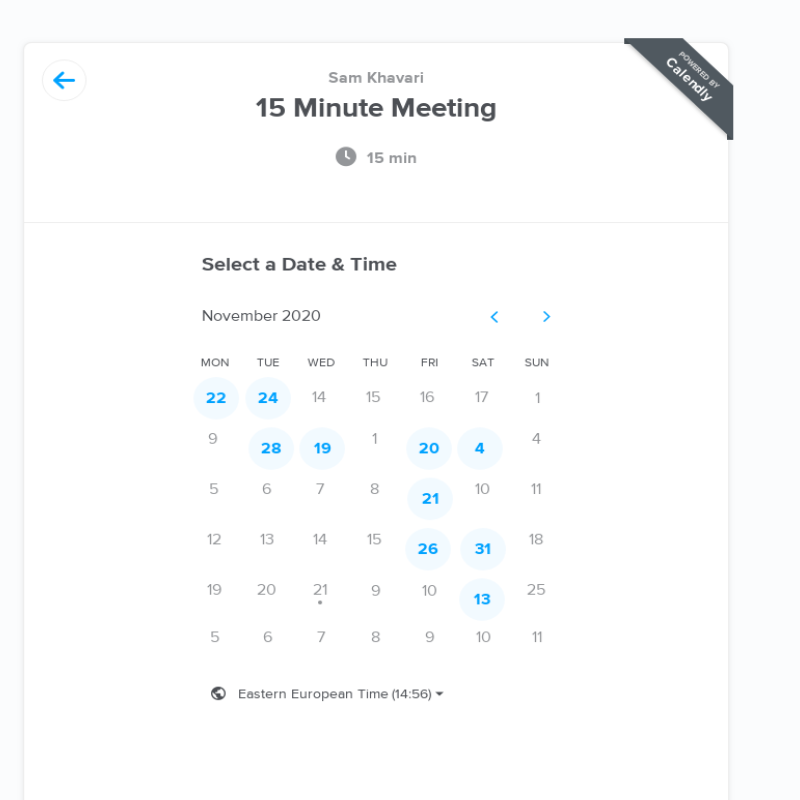 POWERED BY
Calendly
Sam Khavari
15 Minute Meeting
15 min
Select a Date & Time
November 2020
MON TUE WED THU FRI SAT SUN
22 24 14 15 16 17 1
9 28 19 1 20 4 4
5 6 7 8 21 10 11
12 13 14 15 26 31 18
19 20 21 9 10 13 25
5 6 7 8 9 10 11
Eastern European Time (14:56)